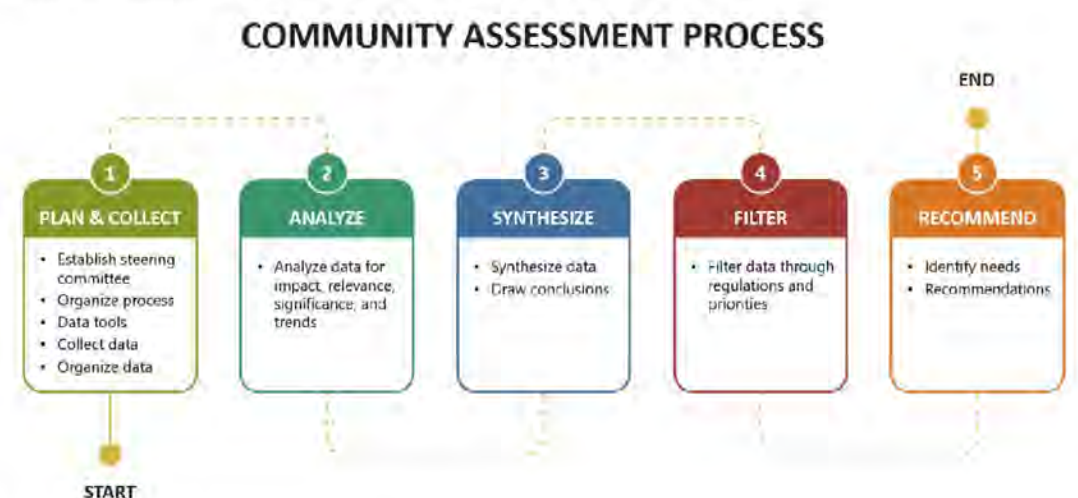 COMMUNITY ASSESSMENT PROCESS
END
1
PLAN & COLLECT
• Establish steering
committee
• Organize process
• Data tools
• Collect data
• Organize data
START
2
ANALYZE
• Analyze data for
impact, relevance,
significance, and
trends
3
SYNTHESIZE
• Synthesize data
• Draw conclusions
4
FILTER
• Filter data through
regulations and
priorities
5
RECOMMEND
• Identify needs
• Recommendations